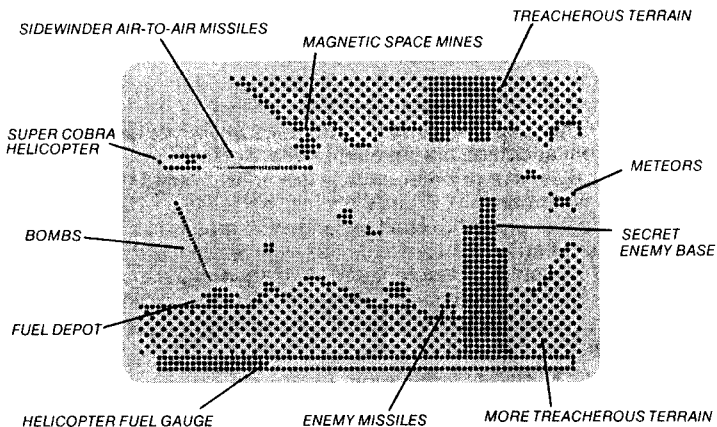 SIDEWINDER AIR-TO-AIR MISSILES
TREACHEROUS TERRAIN
MAGNETIC SPACE MINES
SUPER COBRA
HELICOPTER
METEORS
BOMBS
SECRET
ENEMY BASE
FUEL DEPOT
HELICOPTER FUEL GAUGE
ENEMY MISSILES
MORE TREACHEROUS TERRAIN